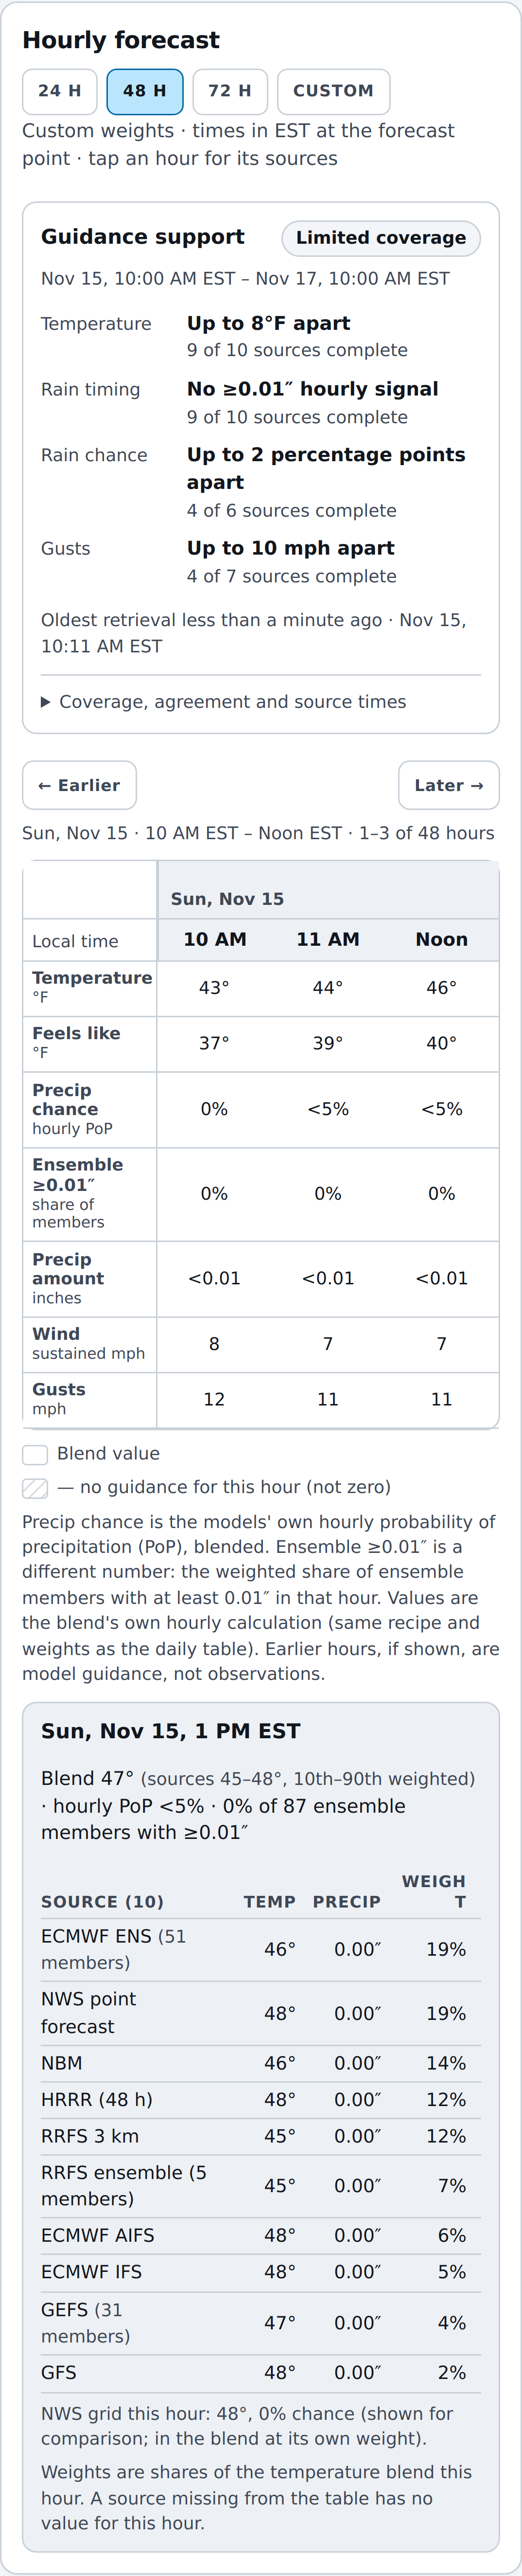 Hourly forecast
24 H
48 H
72 H
CUSTOM
Custom weights · times in EST at the forecast
point · tap an hour for its sources
Guidance support
Limited coverage
Nov 15, 10:00 AM EST – Nov 17, 10:00 AM EST
Temperature
Up to 8°F apart
9 of 10 sources complete
Rain timing
No ≥0.01″ hourly signal
9 of 10 sources complete
Rain chance
Up to 2 percentage points
apart
4 of 6 sources complete
Gusts
Up to 10 mph apart
4 of 7 sources complete
Oldest retrieval less than a minute ago · Nov 15,
10:11 AM EST
▶ Coverage, agreement and source times
← Earlier
Later →
Sun, Nov 15 · 10 AM EST – Noon EST · 1–3 of 48 hours
Sun, Nov 15
Local time 10 AM 11 AM Noon
Temperature
°F
43° 44° 46°
Feels like
°F
37° 39° 40°
Precip
chance
hourly PoP
0% <5% <5%
Ensemble
≥0.01″
share of
members
0% 0% 0%
Precip
amount
inches
<0.01 <0.01 <0.01
Wind
sustained mph
8 7 7
Gusts
mph
12 11 11
Blend value
— no guidance for this hour (not zero)
Precip chance is the models' own hourly probability of
precipitation (PoP), blended. Ensemble ≥0.01″ is a
different number: the weighted share of ensemble
members with at least 0.01″ in that hour. Values are
the blend's own hourly calculation (same recipe and
weights as the daily table). Earlier hours, if shown, are
model guidance, not observations.
Sun, Nov 15, 1 PM EST
Blend 47° (sources 45–48°, 10th–90th weighted)
· hourly PoP <5% · 0% of 87 ensemble
members with ≥0.01″
SOURCE (10) TEMP PRECIP WEIGH
T
ECMWF ENS (51
members)
46° 0.00″ 19%
NWS point
forecast
48° 0.00″ 19%
NBM 46° 0.00″ 14%
HRRR (48 h) 48° 0.00″ 12%
RRFS 3 km 45° 0.00″ 12%
RRFS ensemble (5
members)
45° 0.00″ 7%
ECMWF AIFS 48° 0.00″ 6%
ECMWF IFS 48° 0.00″ 5%
GEFS (31
members)
47° 0.00″ 4%
GFS 48° 0.00″ 2%
NWS grid this hour: 48°, 0% chance (shown for
comparison; in the blend at its own weight).
Weights are shares of the temperature blend this
hour. A source missing from the table has no
value for this hour.